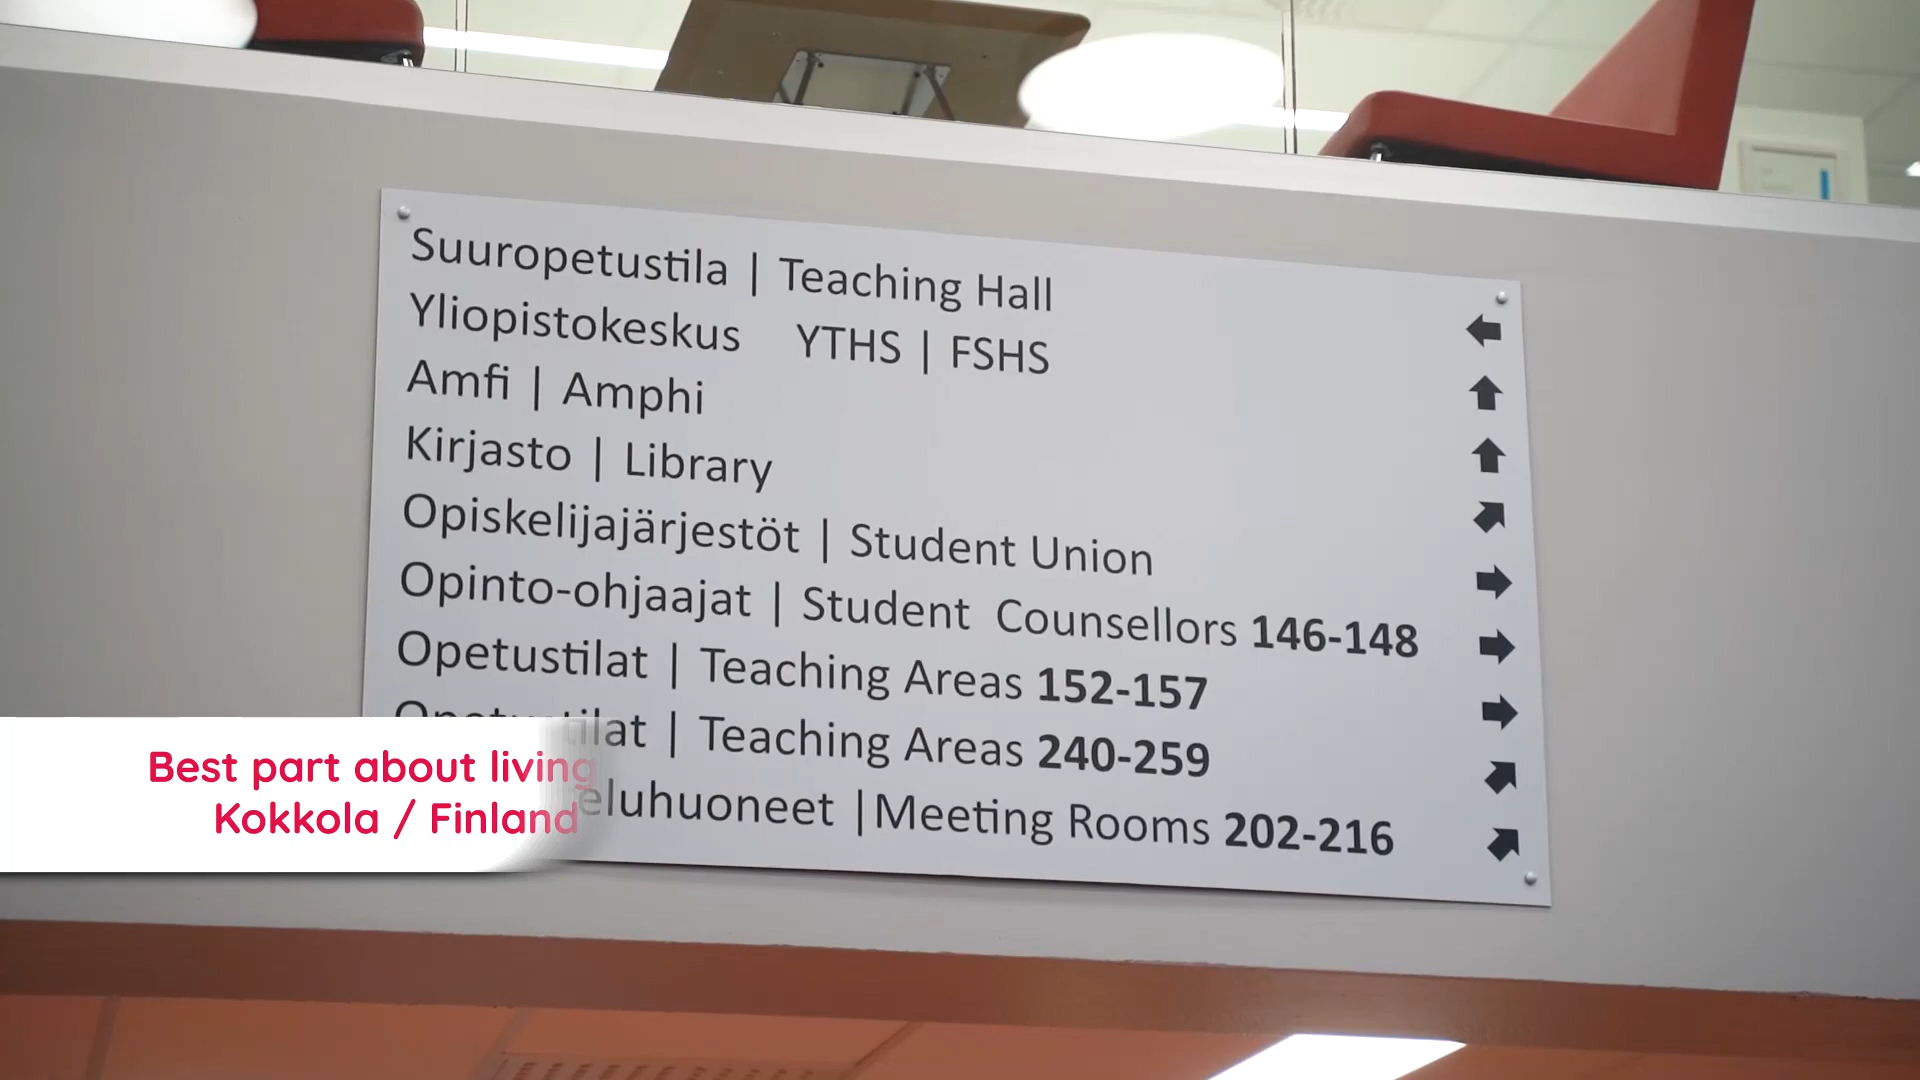 Suuropetustila | Teaching Hall
Yliopistokeskus YTHS | FSHS
Amfi | Amphi
Kirjasto | Library
Opiskelijajärjestöt | Student Union
Opinto-ohjaajat | Student Counsellors 146-148
Opetustilat | Teaching Areas 152-157
Opetustilat | Teaching Areas 240-259
| Meeting Rooms 202-216
Best part about living
Kokkola / Finland